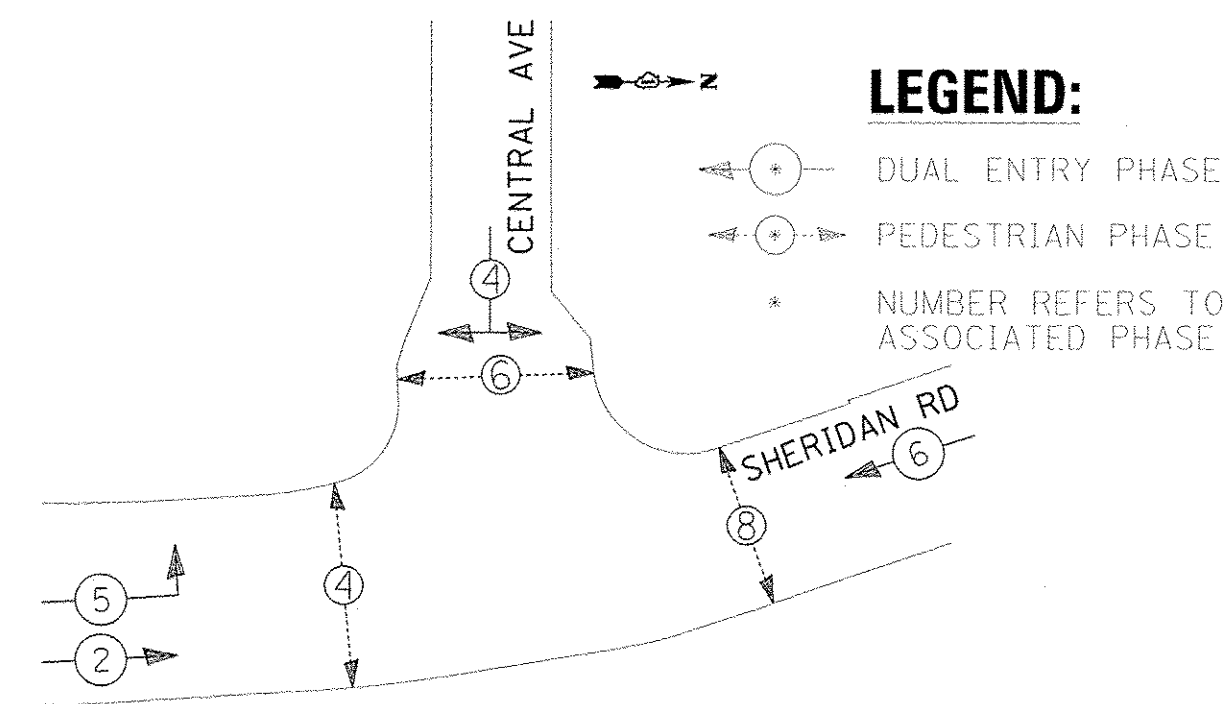 CENTRAL AVE
N
LEGEND:
* DUAL ENTRY PHASE
* PEDESTRIAN PHASE
* NUMBER REFERS TO
ASSOCIATED PHASE
4
6
SHERIDAN RD
6
8
4
5
2